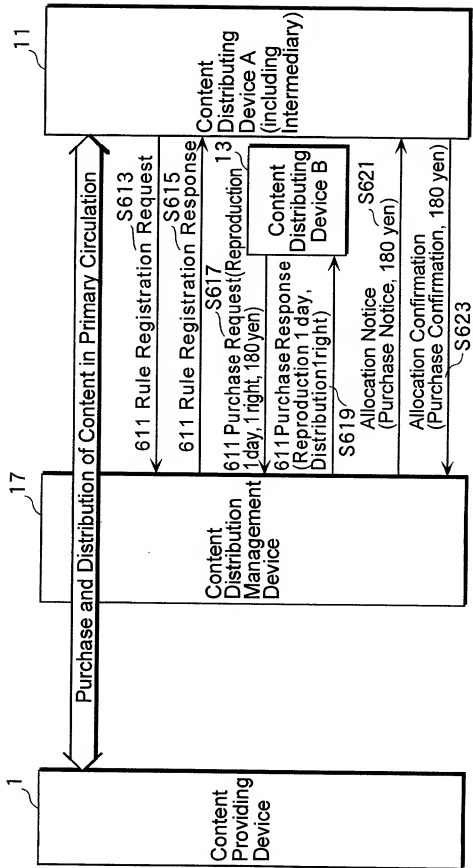 1
Content
Providing
Device
Purchase and Distribution of Content in Primary Circulation
17
Content
Distribution
Management
Device
S613
611 Rule Registration Request
S615
611 Rule Registration Response
S617
611 Purchase Request(Reproduction
1 day, 1 right, 180 yen)
611 Purchase Response
(Reproduction 1 day,
Distribution1right)
S619
13
Content
Distributing
Device B
S621
Allocation Notice
(Purchase Notice, 180 yen)
Allocation Confirmation
(Purchase Confirmation, 180 yen)
S623
11
Content
Distributing
Device A
(including
Intermediary)